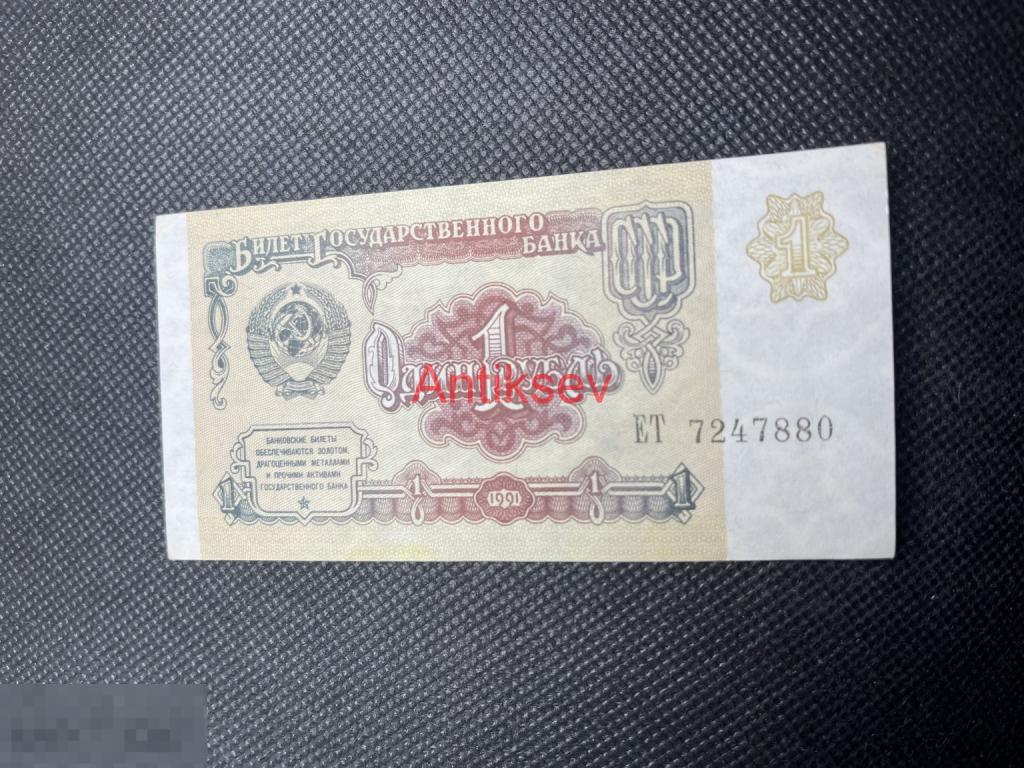 Билет Государственного
Банка
1
1
Один рубль
Antiksev
ЕТ 7247880
Банковские билеты
обеспечиваются золотом,
драгоценными металлами
и прочими активами
Государственного банка
1 1 1991 1 1